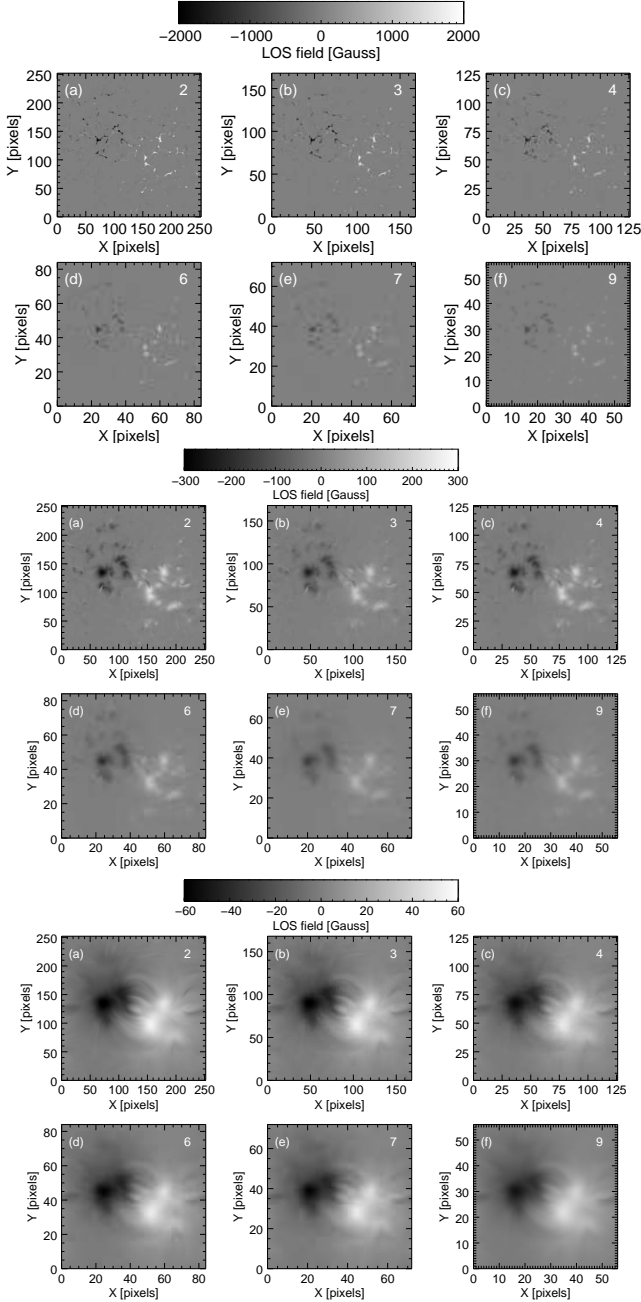 −2000 −1000 0 1000 2000
LOS field [Gauss]
250
200
150
100
50
0
Y [pixels]
(a) 2
0 50 100 150 200 250
X [pixels]
150
100
50
0
Y [pixels]
(b) 3
0 50 100 150
X [pixels]
125
100
75
50
25
0
Y [pixels]
(c) 4
0 25 50 75 100 125
X [pixels]
80
60
40
20
0
Y [pixels]
(d) 6
0 20 40 60 80
X [pixels]
60
40
20
0
Y [pixels]
(e) 7
0 20 40 60
X [pixels]
50
40
30
20
10
0
Y [pixels]
(f) 9
0 10 20 30 40 50
X [pixels]
−300 −200 −100 0 100 200 300
LOS field [Gauss]
250
200
150
100
50
0
Y [pixels]
(a) 2
0 50 100 150 200 250
X [pixels]
150
100
50
0
Y [pixels]
(b) 3
0 50 100 150
X [pixels]
125
100
75
50
25
0
Y [pixels]
(c) 4
0 25 50 75 100 125
X [pixels]
80
60
40
20
0
Y [pixels]
(d) 6
0 20 40 60 80
X [pixels]
60
40
20
0
Y [pixels]
(e) 7
0 20 40 60
X [pixels]
50
40
30
20
10
0
Y [pixels]
(f) 9
0 10 20 30 40 50
X [pixels]
−60 −40 −20 0 20 40 60
LOS field [Gauss]
250
200
150
100
50
0
Y [pixels]
(a) 2
0 50 100 150 200 250
X [pixels]
150
100
50
0
Y [pixels]
(b) 3
0 50 100 150
X [pixels]
125
100
75
50
25
0
Y [pixels]
(c) 4
0 25 50 75 100 125
X [pixels]
80
60
40
20
0
Y [pixels]
(d) 6
0 20 40 60 80
X [pixels]
60
40
20
0
Y [pixels]
(e) 7
0 20 40 60
X [pixels]
50
40
30
20
10
0
Y [pixels]
(f) 9
0 10 20 30 40 50
X [pixels]